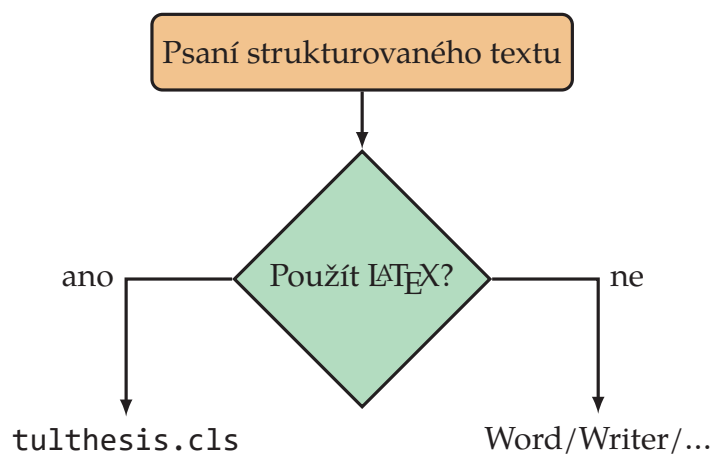 Psaní strukturovaného textu
ano
Použít LATEX?
ne
tulthesis.cls
Word/Writer/...